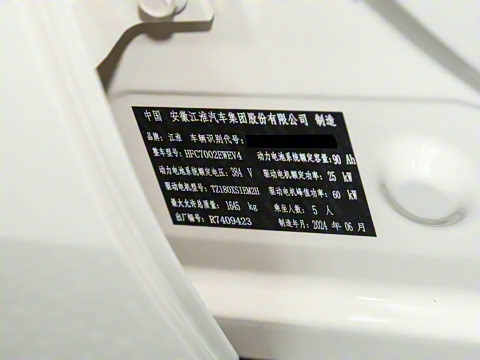 中国 安徽江淮汽车集团股份有限公司 制造
品牌：江淮 车辆识别代号：
整车型号：HFC7002EWEV4 动力电池系统额定容量：90 Ah
动力电池系统额定电压：384 V 驱动电机额定功率：25 kW
驱动电机型号：TZ180XS1EM2H 驱动电机峰值功率：60 kW
最大允许总质量：1645 kg 乘坐人数：5 人
出厂编号：R7409423 制造年月：2024 年 06 月